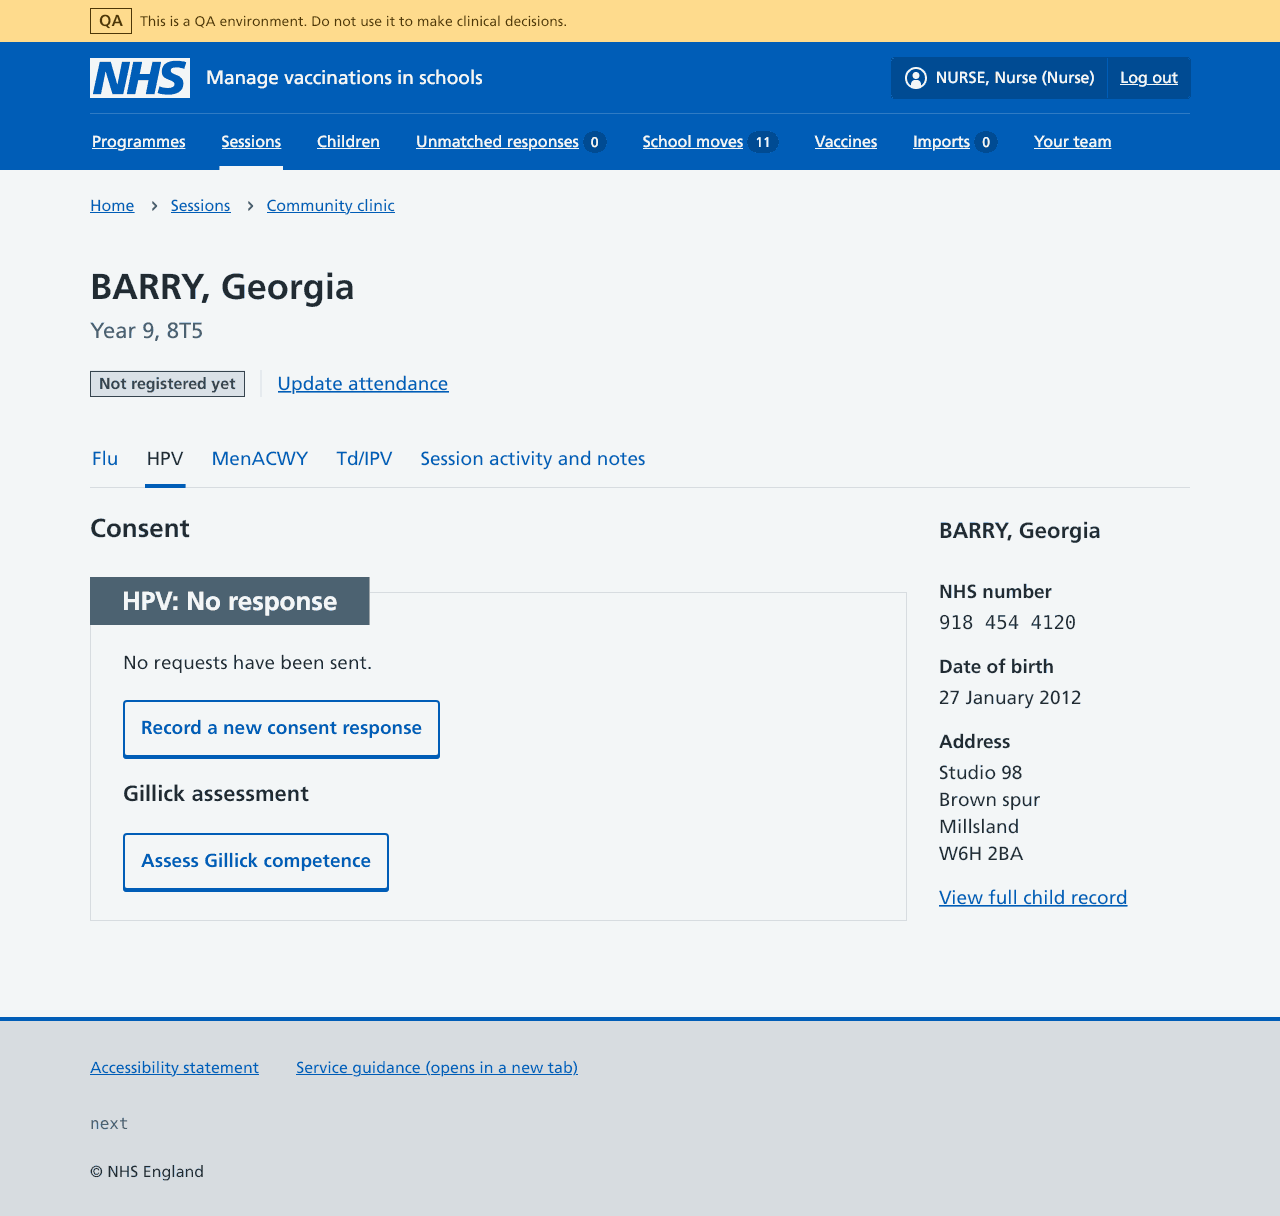 QA This is a QA environment. Do not use it to make clinical decisions.
NHS Manage vaccinations in schools NURSE, Nurse (Nurse) Log out
Programmes Sessions Children Unmatched responses 0 School moves 11 Vaccines Imports 0 Your team
Home Sessions Community clinic
BARRY, Georgia
Year 9, 8T5
Not registered yet Update attendance
Flu HPV MenACWY Td/IPV Session activity and notes
Consent
HPV: No response
No requests have been sent.
Record a new consent response
Gillick assessment
Assess Gillick competence
BARRY, Georgia
NHS number
918 454 4120
Date of birth
27 January 2012
Address
Studio 98
Brown spur
Millsland
W6H 2BA
View full child record
Accessibility statement Service guidance (opens in a new tab)
next
© NHS England